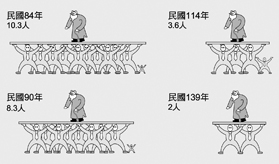 民國84年
10.3人
民國114年
3.6人
民國90年
8.3人
民國139年
2人